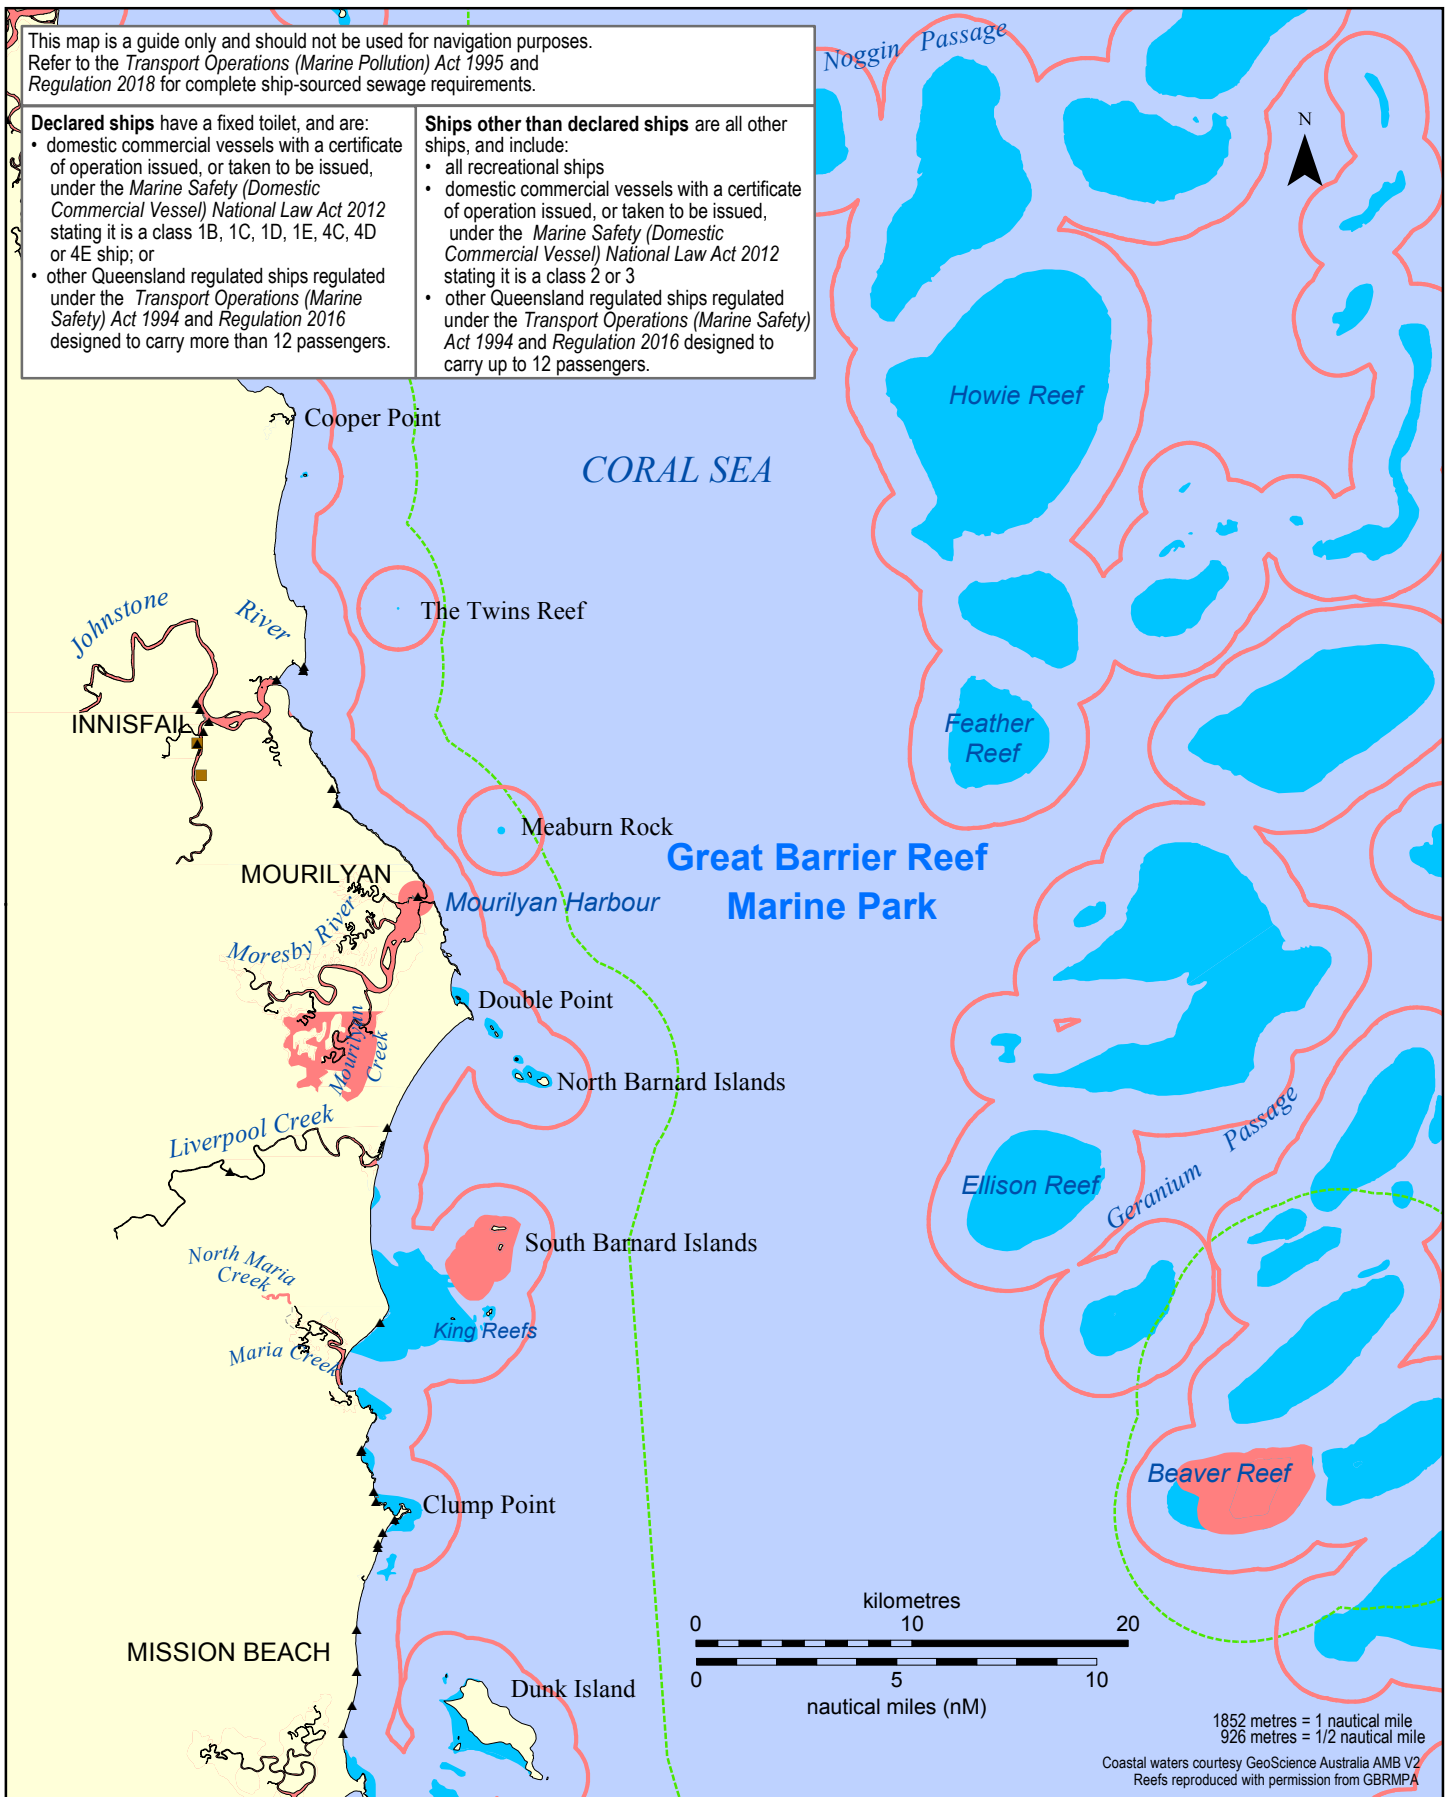 This map is a guide only and should not be used for navigation purposes.
Refer to the Transport Operations (Marine Pollution) Act 1995 and
Regulation 2018 for complete ship-sourced sewage requirements.
Declared ships have a fixed toilet, and are:
• domestic commercial vessels with a certificate
of operation issued, or taken to be issued,
under the Marine Safety (Domestic
Commercial Vessel) National Law Act 2012
stating it is a class 1B, 1C, 1D, 1E, 4C, 4D
or 4E ship; or
• other Queensland regulated ships regulated
under the Transport Operations (Marine
Safety) Act 1994 and Regulation 2016
designed to carry more than 12 passengers.
Ships other than declared ships are all other
ships, and include:
• all recreational ships
• domestic commercial vessels with a certificate
of operation issued, or taken to be issued,
under the Marine Safety (Domestic
Commercial Vessel) National Law Act 2012
stating it is a class 2 or 3
• other Queensland regulated ships regulated
under the Transport Operations (Marine Safety)
Act 1994 and Regulation 2016 designed to
carry up to 12 passengers.
Noggin Passage
N
Howie Reef
Cooper Point
CORAL SEA
Johnstone River
The Twins Reef
INNISFAIL
Feather
Reef
Meaburn Rock
Great Barrier Reef
Marine Park
MOURILYAN
Mourilyan Harbour
Moresby River
Double Point
Mourilyan
Creek
North Barnard Islands
Liverpool Creek
Geranium Passage
Ellison Reef
South Barnard Islands
North Maria
Creek
King Reefs
Maria Creek
Beaver Reef
Clump Point
kilometres
0 10 20
0 5 10
nautical miles (nM)
MISSION BEACH
Dunk Island
1852 metres = 1 nautical mile
926 metres = 1/2 nautical mile
Coastal waters courtesy GeoScience Australia AMB V2
Reefs reproduced with permission from GBRMPA